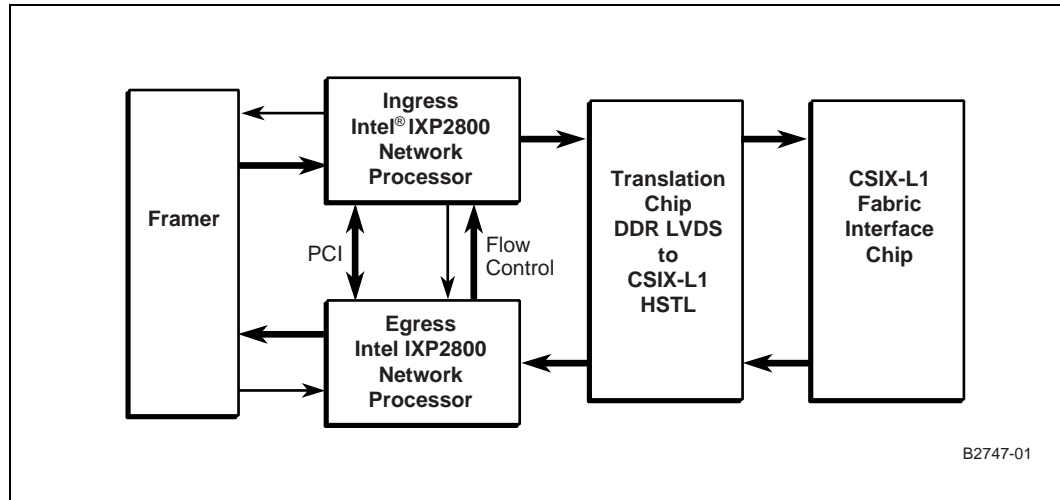 Framer
Ingress
Intel® IXP2800
Network
Processor
PCI
Flow
Control
Egress
Intel IXP2800
Network
Processor
Translation
Chip
DDR LVDS
to
CSIX-L1
HSTL
CSIX-L1
Fabric
Interface
Chip
B2747-01